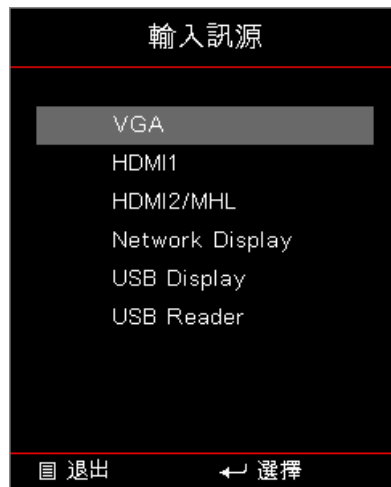 輸入訊源
VGA
HDMI1
HDMI2/MHL
Network Display
USB Display
USB Reader
退出 選擇